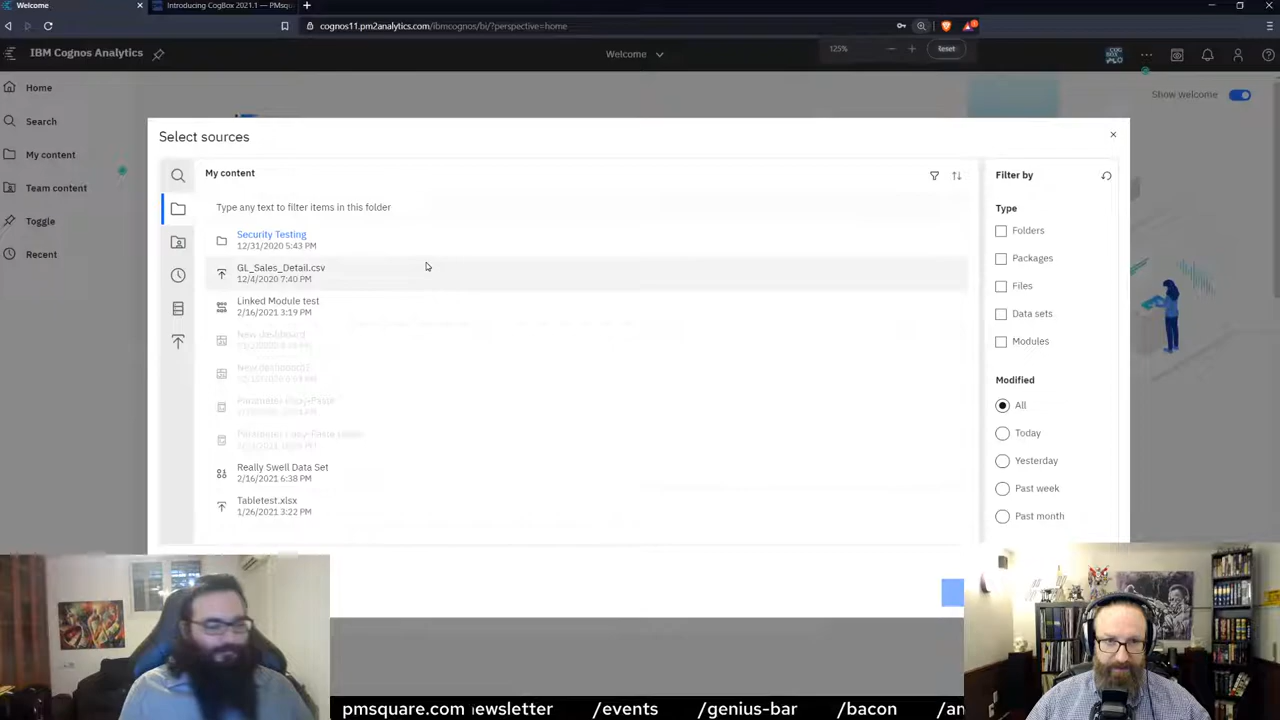 Welcome
Introducing CogBox 2021.1 — PMsqua
cognos11.pm2analytics.com/ibmcognos/bi/?perspective=home
IBM Cognos Analytics
Welcome
125%
Reset
Home
Search
My content
Team content
Toggle
Recent
Show welcome
Select sources
My content
Type any text to filter items in this folder
Security Testing
12/31/2020 5:43 PM
GL_Sales_Detail.csv
12/4/2020 7:40 PM
Linked Module test
2/16/2021 3:19 PM
New dashboard
Really Swell Data Set
2/16/2021 6:38 PM
Tabletest.xlsx
1/26/2021 3:22 PM
Filter by
Type
Folders
Packages
Files
Data sets
Modules
Modified
All
Today
Yesterday
Past week
Past month
pmsquare.com ewsletter /events /genius-bar /bacon /an